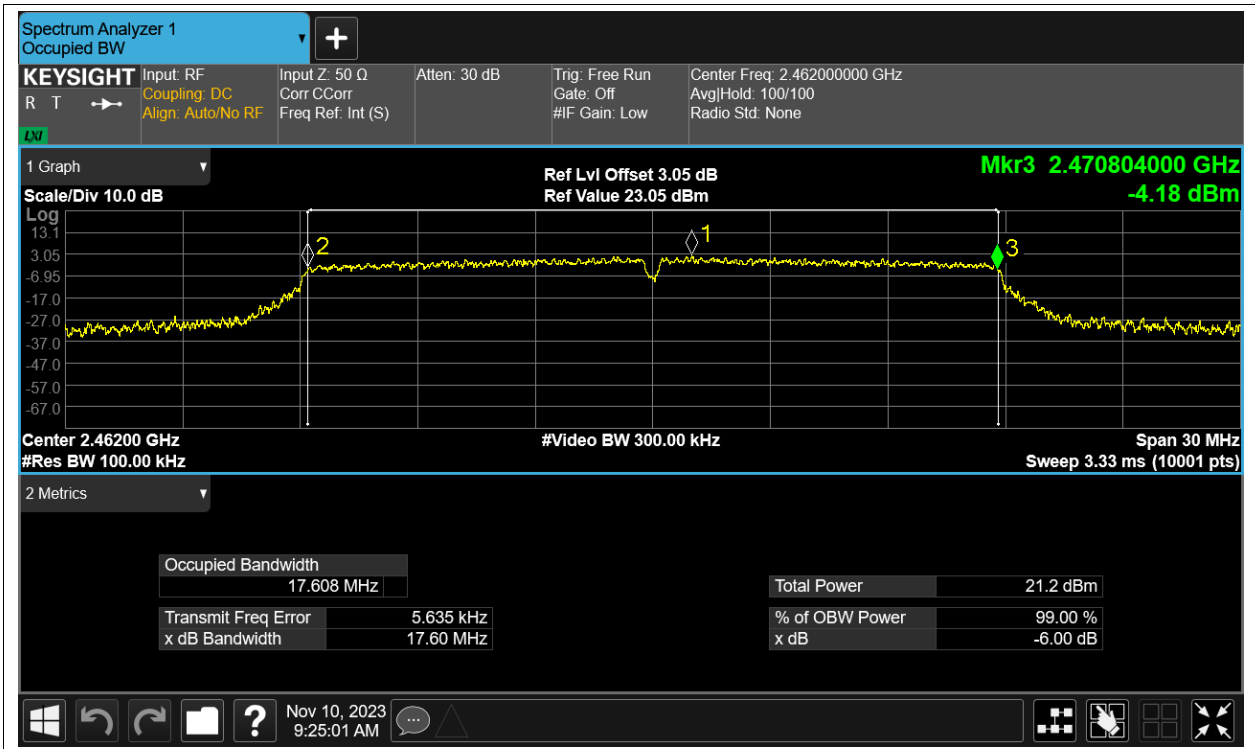 Spectrum Analyzer 1
Occupied BW
KEYSIGHT
R T
LXI
Input: RF
Coupling: DC
Align: Auto/No RF
Input Z: 50 Ω
Corr CCorr
Freq Ref: Int (S)
Atten: 30 dB
Trig: Free Run
Gate: Off
#IF Gain: Low
Center Freq: 2.462000000 GHz
Avg|Hold: 100/100
Radio Std: None
1 Graph
Scale/Div 10.0 dB
Ref Lvl Offset 3.05 dB
Ref Value 23.05 dBm
Mkr3 2.470804000 GHz
-4.18 dBm
Log
13.1
3.05
-6.95
-17.0
-27.0
-37.0
-47.0
-57.0
-67.0
2
1
3
Center 2.46200 GHz
#Res BW 100.00 kHz
#Video BW 300.00 kHz
Span 30 MHz
Sweep 3.33 ms (10001 pts)
2 Metrics
Occupied Bandwidth
17.608 MHz
Transmit Freq Error 5.635 kHz
x dB Bandwidth 17.60 MHz
Total Power 21.2 dBm
% of OBW Power 99.00 %
x dB -6.00 dB
?
Nov 10, 2023
9:25:01 AM